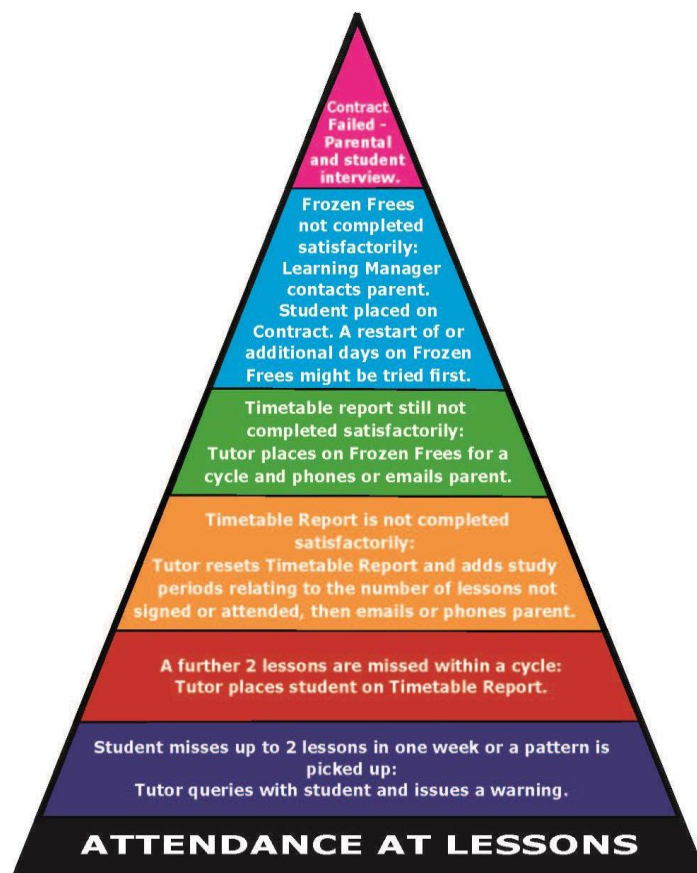 Contract
Failed -
Parental
and student
interview.
Frozen Frees
not completed
satisfactorily:
Learning Manager
contacts parent.
Student placed on
Contract. A restart of or
additional days on Frozen
Frees might be tried first.
Timetable report still not
completed satisfactorily:
Tutor places on Frozen Frees for a
cycle and phones or emails parent.
Timetable Report is not completed
satisfactorily:
Tutor resets Timetable Report and adds study
periods relating to the number of lessons not
signed or attended, then emails or phones parent.
A further 2 lessons are missed within a cycle:
Tutor places student on Timetable Report.
Student misses up to 2 lessons in one week or a pattern is
picked up:
Tutor queries with student and issues a warning.
ATTENDANCE AT LESSONS